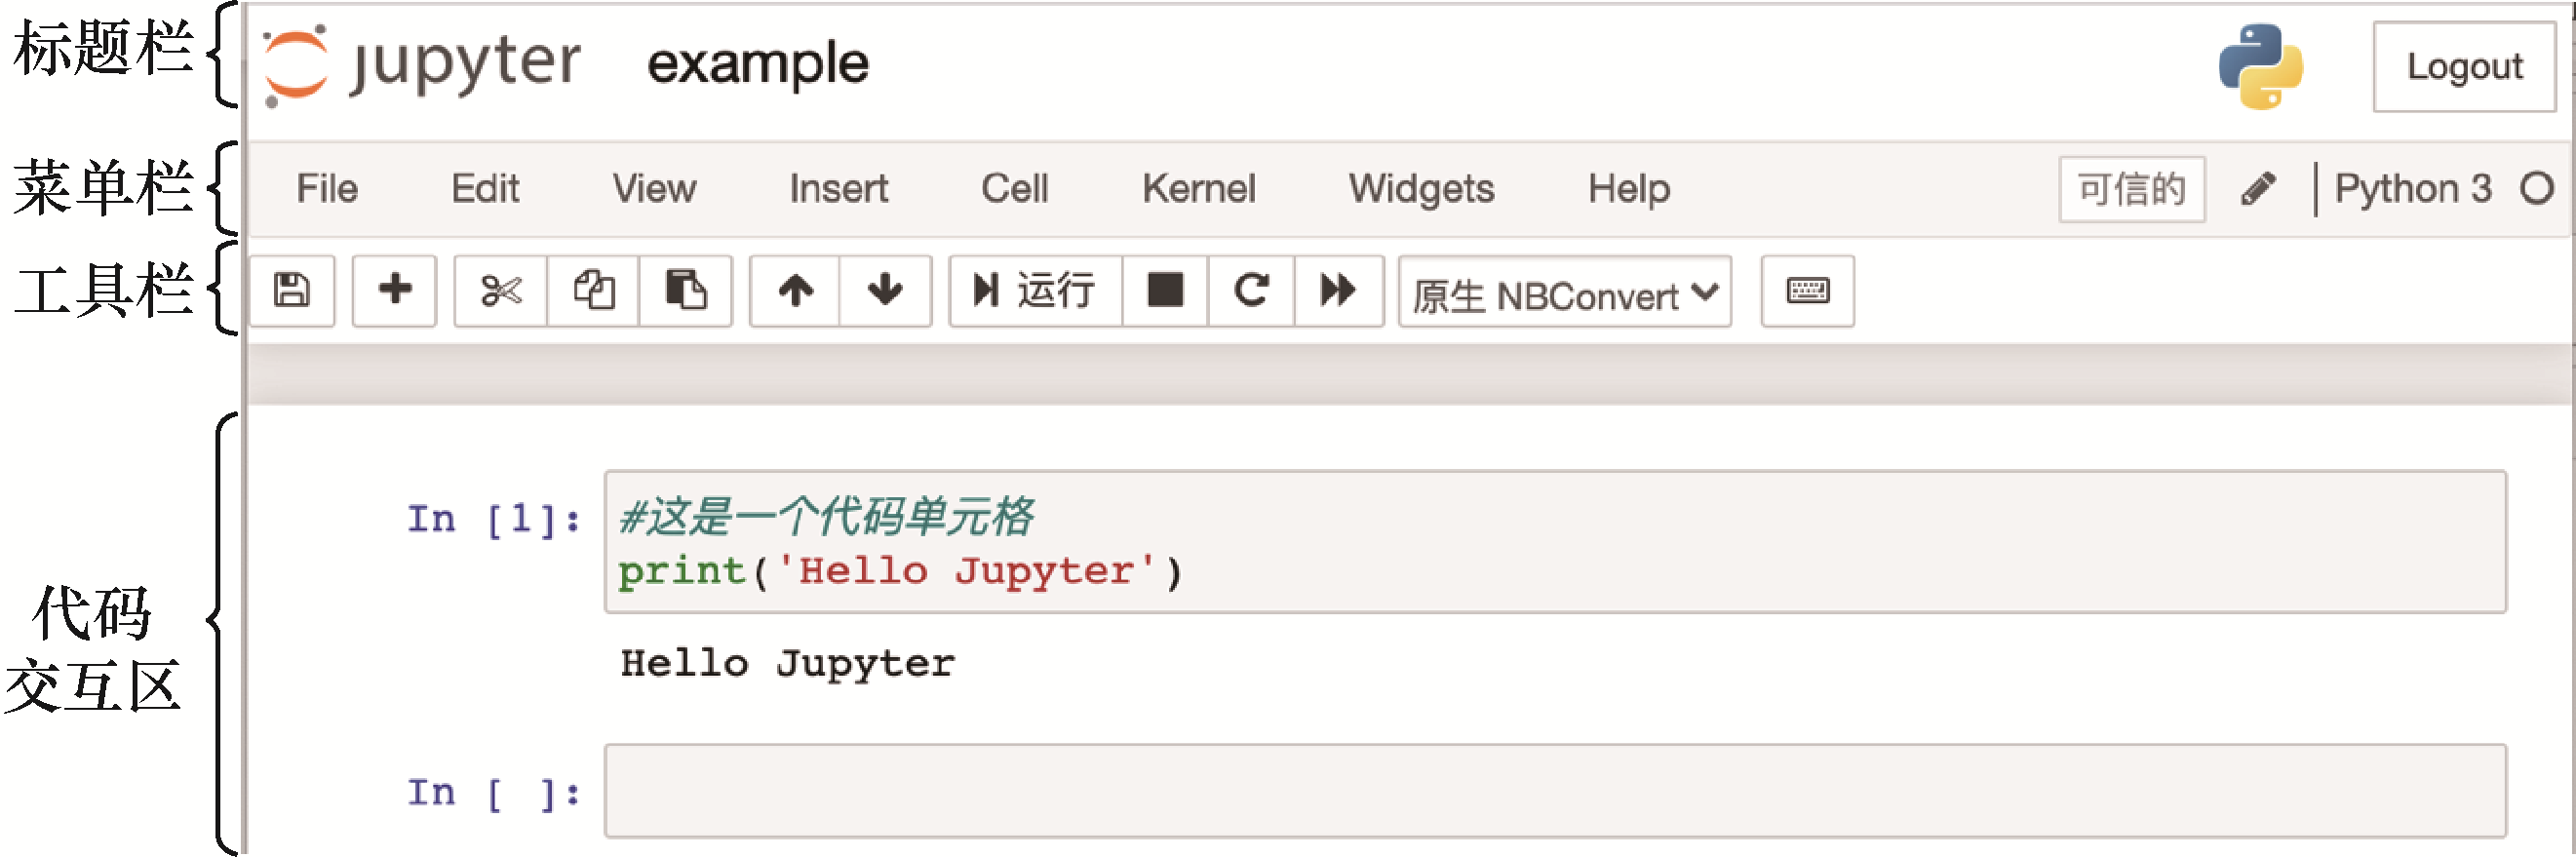 标题栏
jupyter example Logout
菜单栏
File Edit View Insert Cell Kernel Widgets Help 可信的 Python 3
工具栏
运行 原生 NBConvert
代码
交互区
In [1]: #这是一个代码单元格
print('Hello Jupyter')
Hello Jupyter
In [ ]: